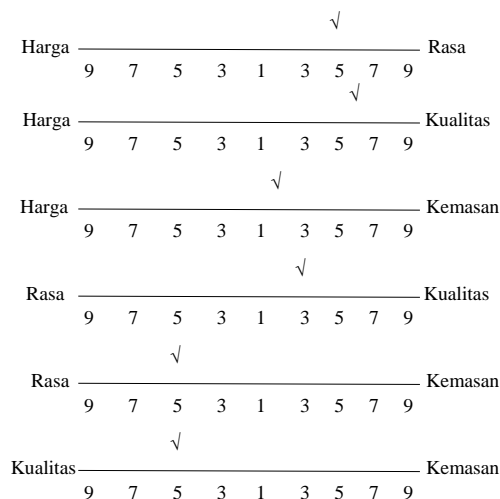 √
Harga Rasa
9 7 5 3 1 3 5 7 9
√
Harga Kualitas
9 7 5 3 1 3 5 7 9
√
Harga Kemasan
9 7 5 3 1 3 5 7 9
√
Rasa Kualitas
9 7 5 3 1 3 5 7 9
√
Rasa Kemasan
9 7 5 3 1 3 5 7 9
√
Kualitas Kemasan
9 7 5 3 1 3 5 7 9